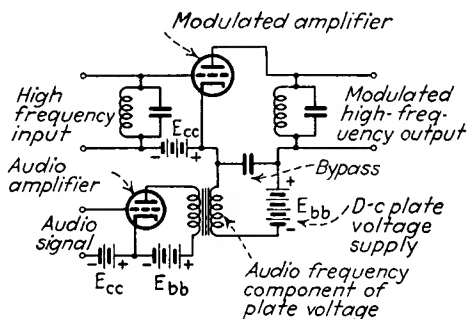 Modulated amplifier
High
frequency
input
Ecc
- +
Modulated
high-freq-
uency output
Bypass
Audio
amplifier
+
Ebb
-
D-c plate
voltage
supply
Audio
signal
- + - +
Ecc
Ebb
Audio frequency
component of
plate voltage